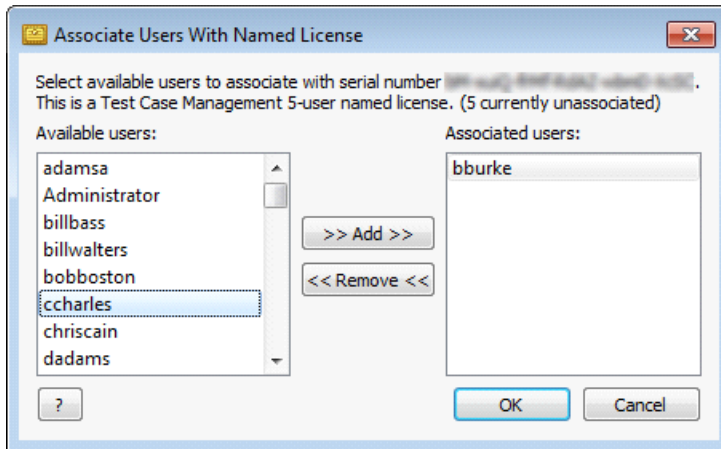 Associate Users With Named License
Select available users to associate with serial number
This is a Test Case Management 5-user named license. (5 currently unassociated)
Available users:
Associated users:
adamsa
Administrator
billbass
billwalters
bobboston
ccharles
chriscain
dadams
>> Add >>
<< Remove <<
bburke
?
OK
Cancel